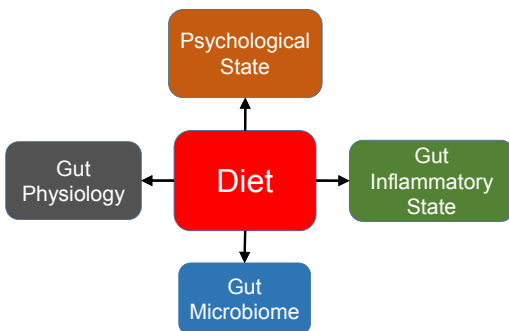 Psychological
State
Gut
Physiology
Diet
Gut
Inflammatory
State
Gut
Microbiome